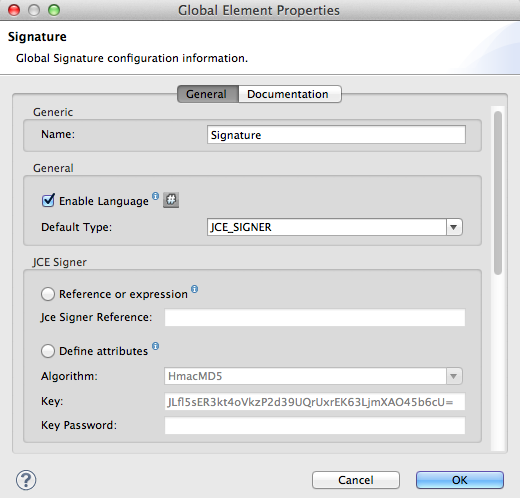 Global Element Properties
Signature
Global Signature configuration information.
General Documentation
Generic
Name: Signature
General
Enable Language i #
Default Type: JCE_SIGNER
JCE Signer
Reference or expression i
Jce Signer Reference:
Define attributes i
Algorithm: HmacMD5
Key: JLfl5sER3kt4oVkzP2d39UQrUxrEK63LjmXAO45b6cU=
Key Password:
? Cancel OK